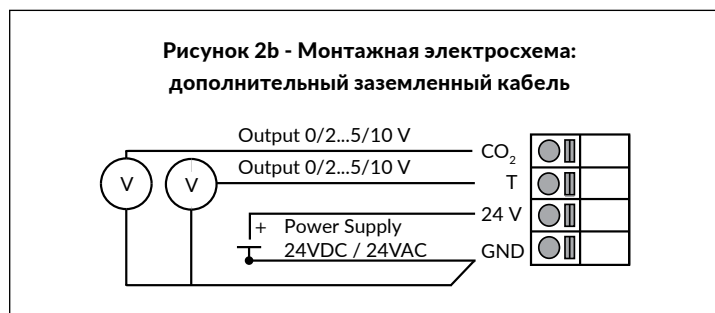 Рисунок 2b - Монтажная электросхема:
дополнительный заземленный кабель
Output 0/2...5/10 V
CO₂
Output 0/2...5/10 V
T
V
V
24 V
+ Power Supply
24VDC / 24VAC
GND